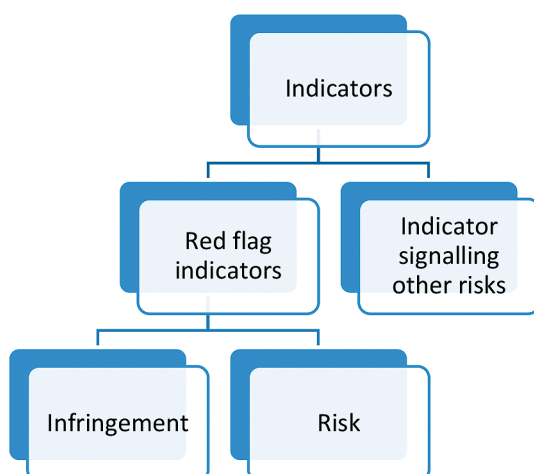 Indicators
Red flag
indicators
Indicator
signalling
other risks
Infringement
Risk